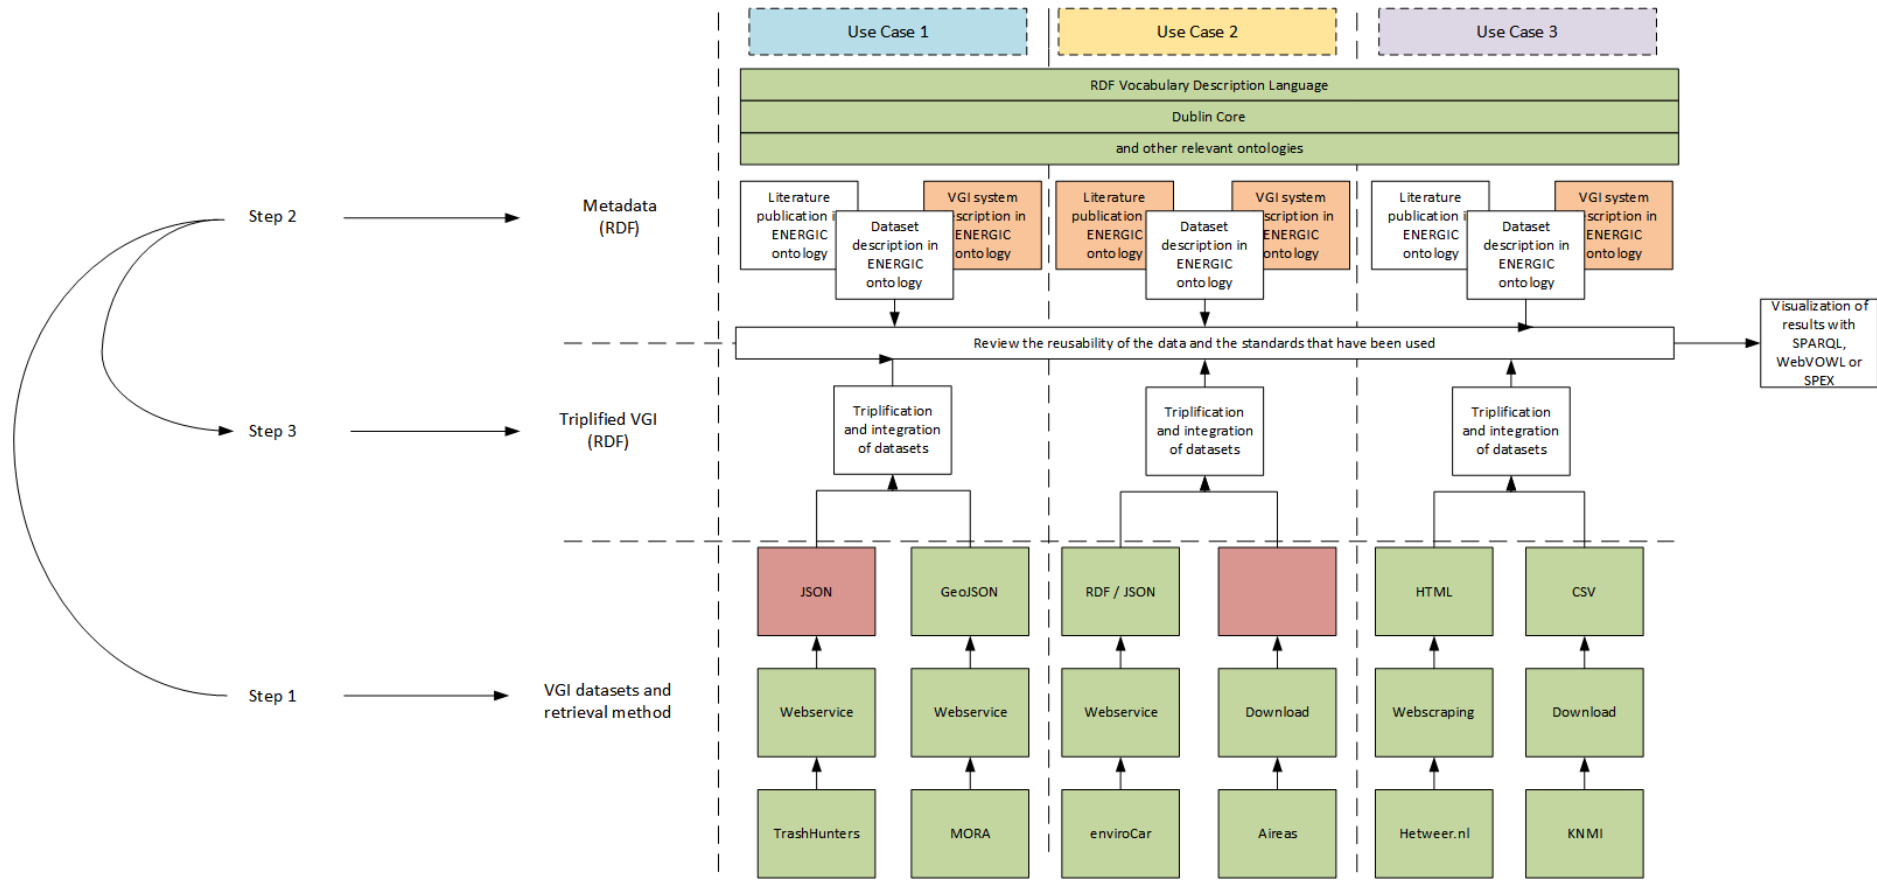 Use Case 1
Use Case 2
Use Case 3
RDF Vocabulary Description Language
Dublin Core
and other relevant ontologies
Step 2
Metadata
(RDF)
Literature
publication i
ENERGIC
ontology
Dataset
description in
ENERGIC
ontology
VGI system
scription in
ENERGIC
ontology
Literature
publication i
ENERGIC
ontology
Dataset
description in
ENERGIC
ontology
VGI system
scription in
ENERGIC
ontology
Literature
publication i
ENERGIC
ontology
Dataset
description in
ENERGIC
ontology
VGI system
scription in
ENERGIC
ontology
Review the reusability of the data and the standards that have been used
Visualization of
results with
SPARQL,
WebVOWL or
SPEX
Step 3
Triplified VGI
(RDF)
Triplification
and integration
of datasets
Triplification
and integration
of datasets
Triplification
and integration
of datasets
JSON
GeoJSON
RDF / JSON
HTML
CSV
Step 1
VGI datasets and
retrieval method
Webservice
Webservice
Webservice
Download
Webscraping
Download
TrashHunters
MORA
enviroCar
Aireas
Hetweer.nl
KNMI